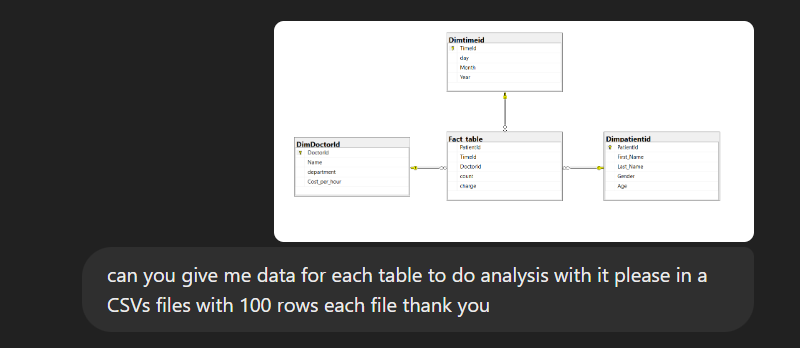 Dimtimeid
TimeId
day
Month
Year
DimDoctorId
DoctorId
Name
department
Cost_per_hour
Fact_table
PatientId
TimeId
DoctorId
count
charge
Dimpatientid
PatientId
First_Name
Last_Name
Gender
Age
can you give me data for each table to do analysis with it please in a
CSVs files with 100 rows each file thank you